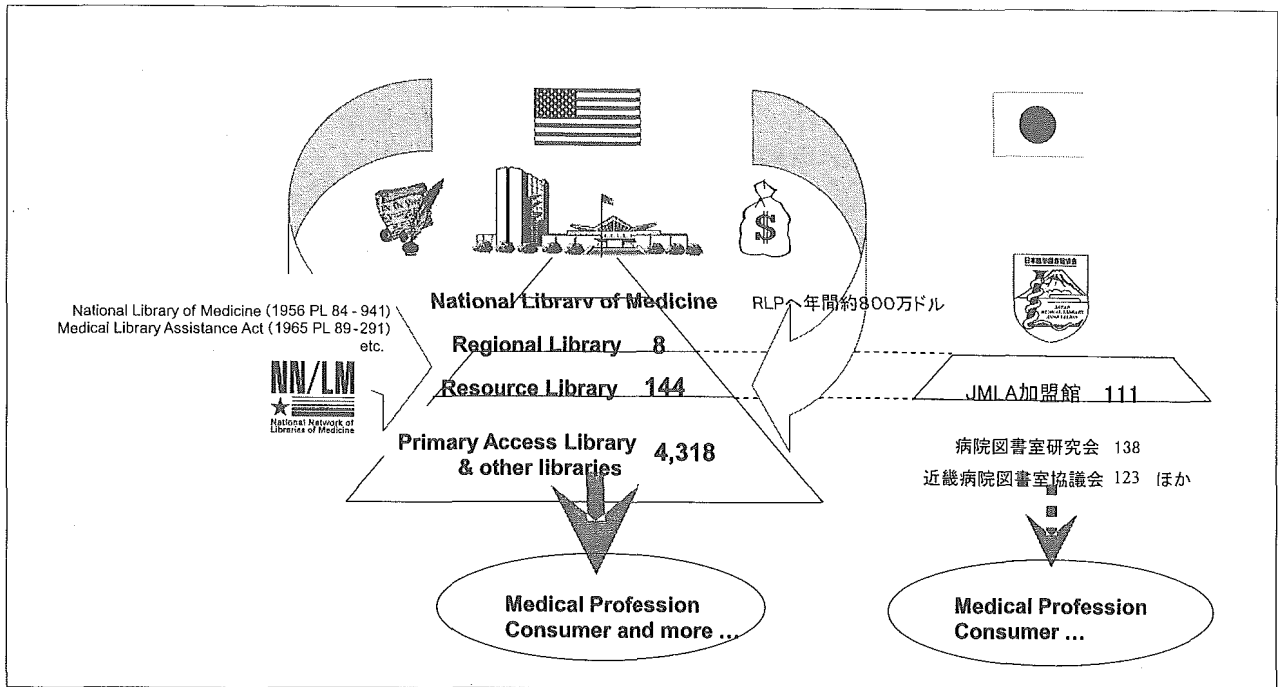 National Library of Medicine
RLPへ年間約800万ドル
National Library of Medicine (1956 PL 84-941)
Medical Library Assistance Act (1965 PL 89-291)
etc.
Regional Library 8
NN/LM
National Network of
Libraries of Medicine
Resource Library 144
Primary Access Library
& other libraries 4,318
Medical Profession
Consumer and more ...
JAPAN
MEDICAL LIBRARY
ASSOCIATION
JMLA加盟館 111
病院図書室研究会 138
近畿病院図書室協議会 123 ほか
Medical Profession
Consumer ...